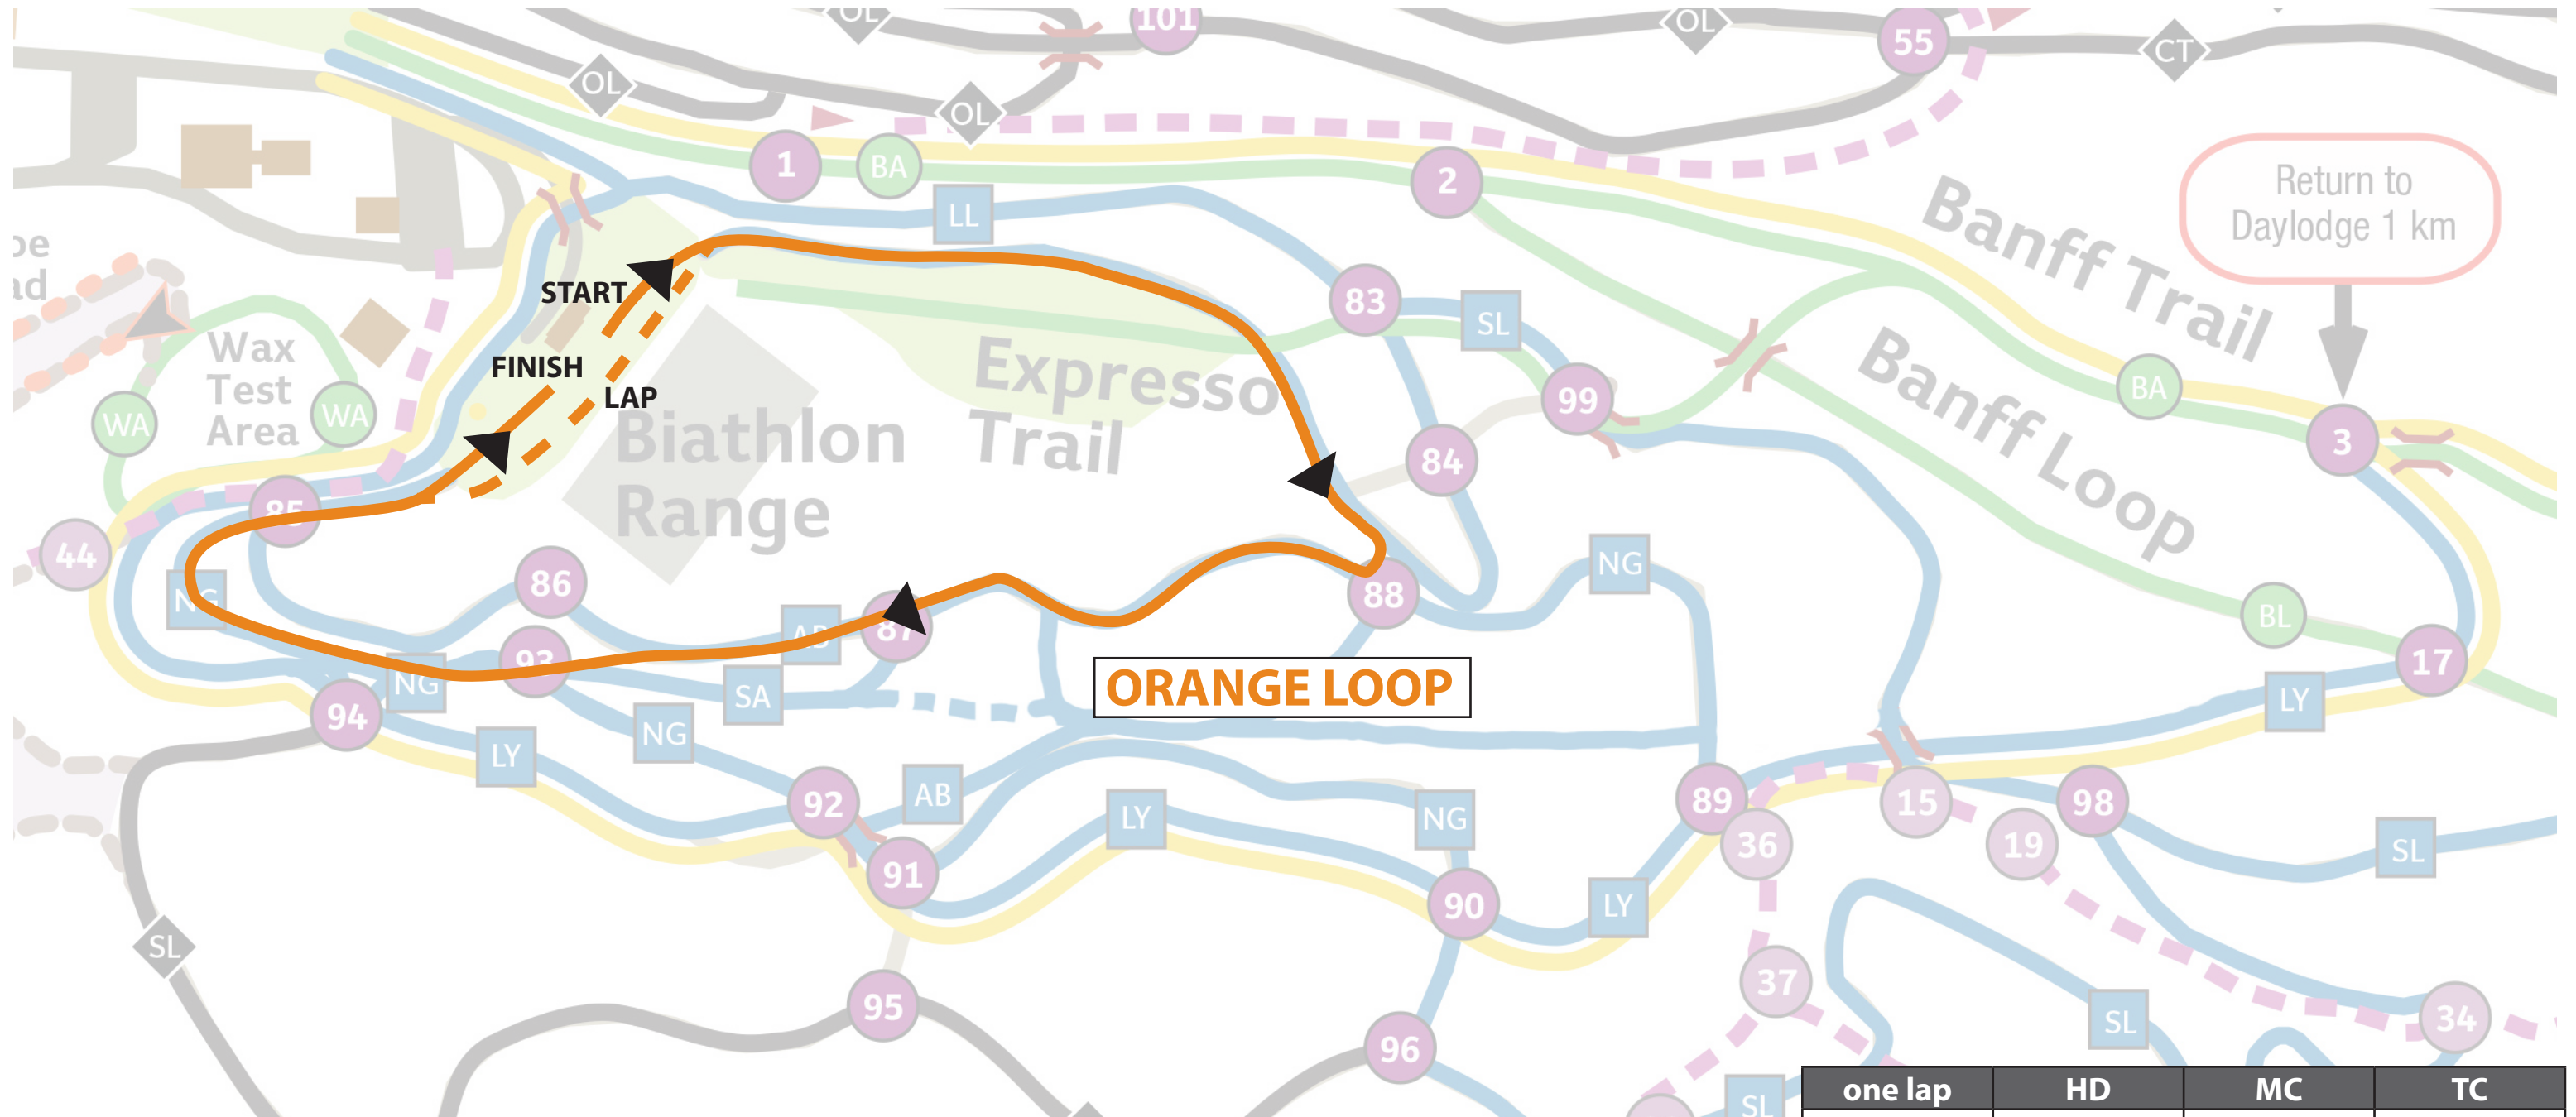 OL
101
OL
55
CT
OL
OL
1
BA
2
Return to
Daylodge 1 km
LL
Banff Trail
START
83
SL
Wax
Test
Area
WA
WA
FINISH
LAP
Expresso
Trail
Banff Loop
BA
3
99
Biathlon
Range
84
85
44
NG
86
88
NG
BL
AB
87
93
NG
SA
94
NG
ORANGE LOOP
17
LY
LY
92
AB
LY
NG
89
15
98
36
19
SL
91
90
LY
SL
95
37
96
SL
34
SL
one lap HD MC TC